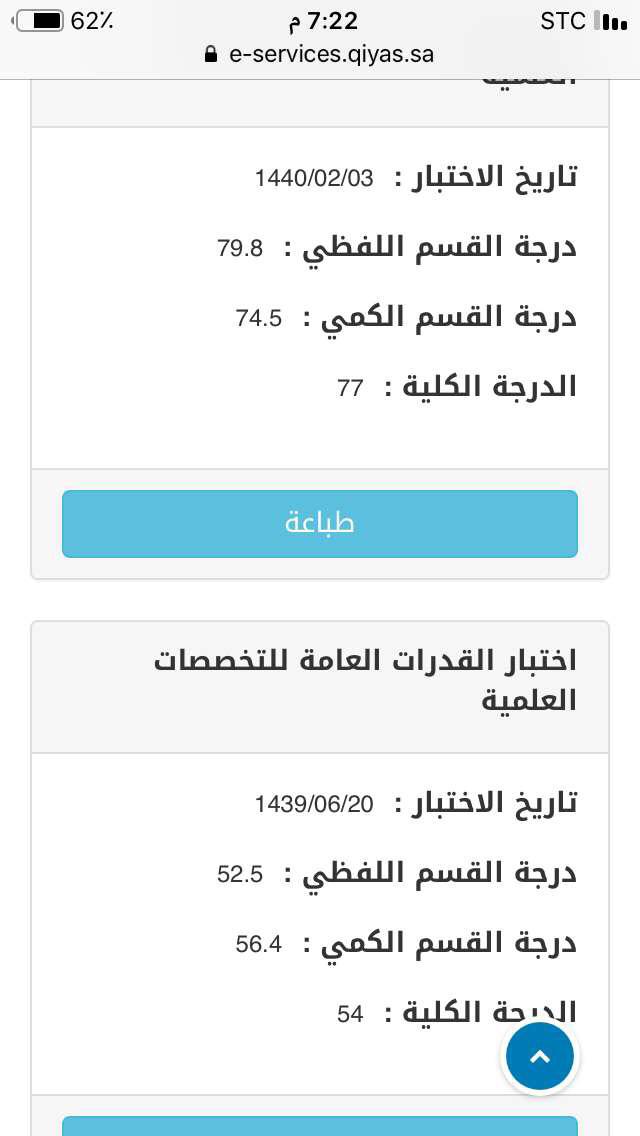 62٪ 7:22 م STC
e-services.qiyas.sa
العلمية
تاريخ الاختبار : 1440/02/03
درجة القسم اللفظي : 79.8
درجة القسم الكمي : 74.5
الدرجة الكلية : 77
طباعة
اختبار القدرات العامة للتخصصات
العلمية
تاريخ الاختبار : 1439/06/20
درجة القسم اللفظي : 52.5
درجة القسم الكمي : 56.4
الدرجة الكلية : 54